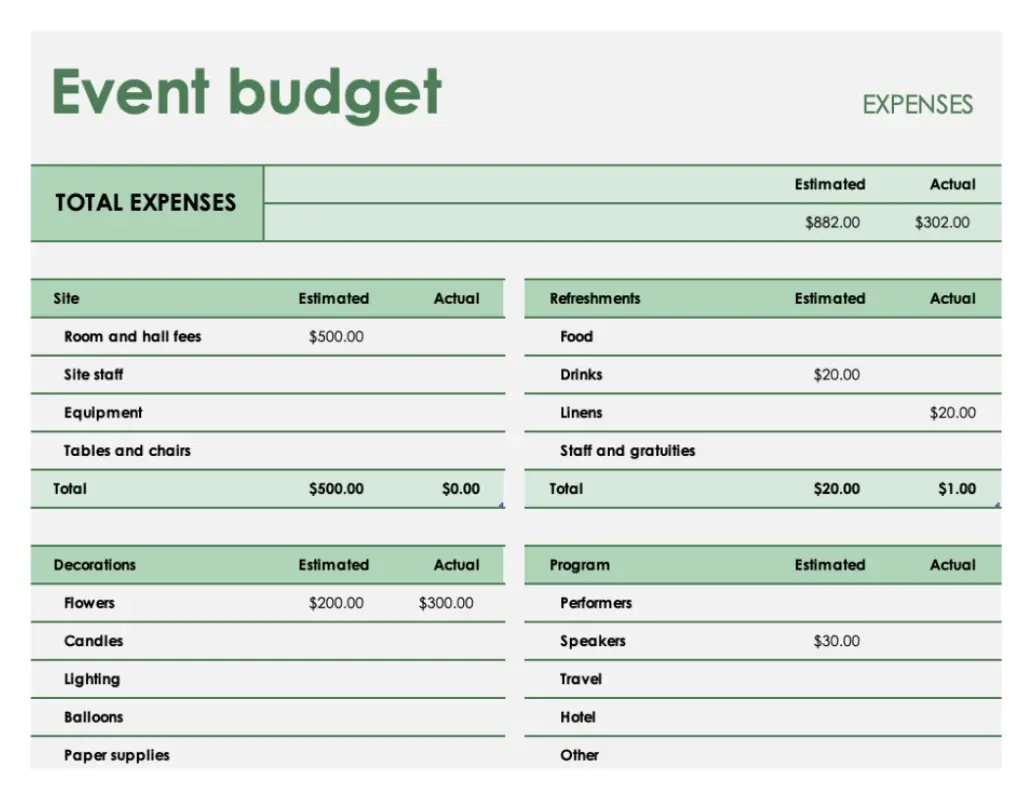 Event budget
EXPENSES
TOTAL EXPENSES
Estimated Actual
$882.00 $302.00
Site Estimated Actual
Room and hall fees $500.00
Site staff
Equipment
Tables and chairs
Total $500.00 $0.00
Refreshments Estimated Actual
Food
Drinks $20.00
Linens $20.00
Staff and gratuities
Total $20.00 $1.00
Decorations Estimated Actual
Flowers $200.00 $300.00
Candles
Lighting
Balloons
Paper supplies
Program Estimated Actual
Performers
Speakers $30.00
Travel
Hotel
Other